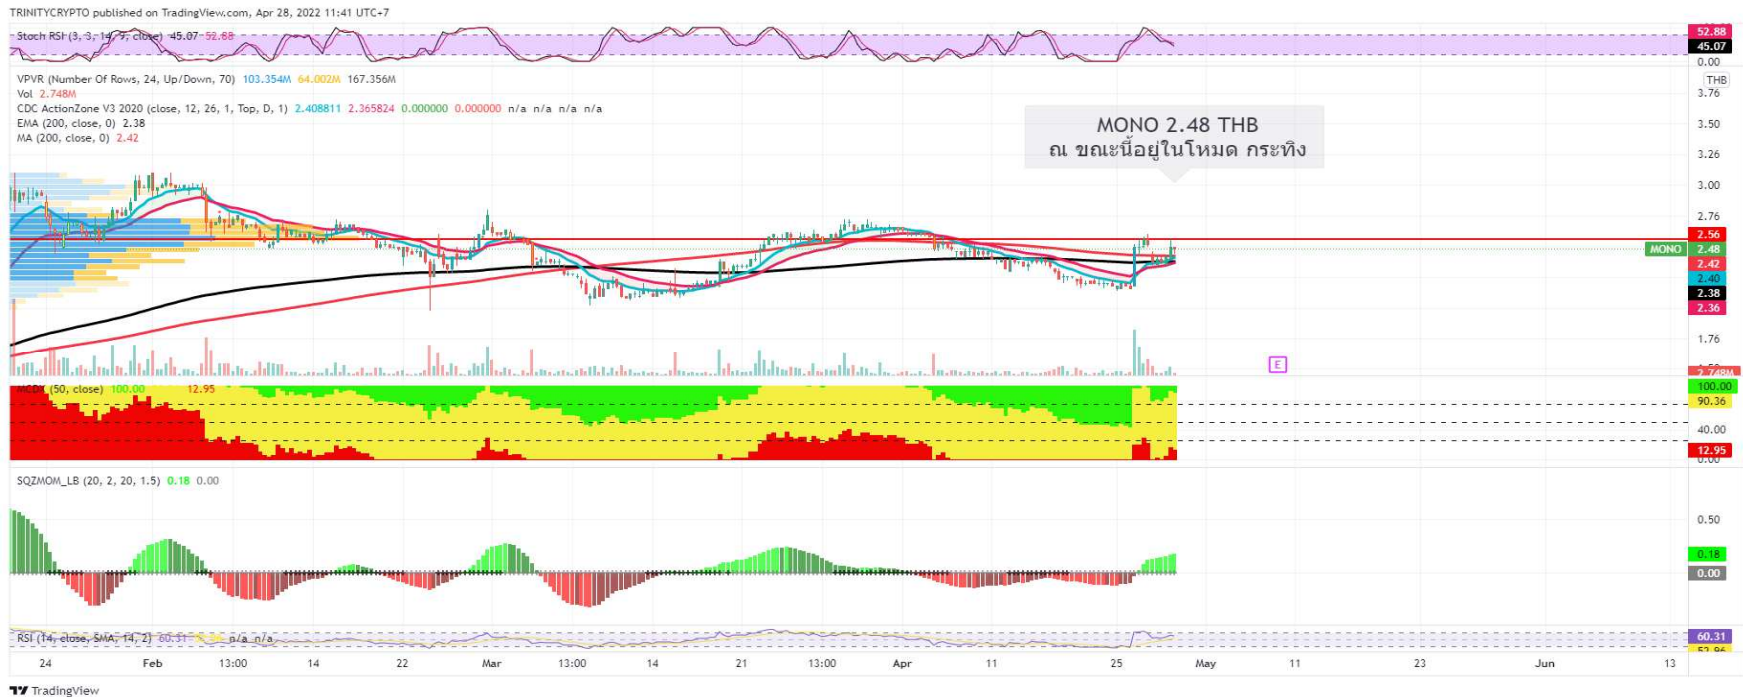 TRINITYCRYPTO published on TradingView.com, Apr 28, 2022 11:41 UTC+7
Stoch RSI (3, 3, 14, 9, close) 45.07 52.88
52.88
45.07
0.00
VPVR (Number Of Rows, 24, Up/Down, 70) 103.354M 64.002M 167.356M
THB
Vol 2.748M
3.76
CDC ActionZone V3 2020 (close, 12, 26, 1, Top, D, 1) 2.408811 2.365824 0.000000 0.000000 n/a n/a n/a n/a
EMA (200, close, 0) 2.38
3.50
MA (200, close, 0) 2.42
MONO 2.48 THB
ณ ขณะนี้อยู่ในโหมด กระทิง
3.26
3.00
2.76
2.56
MONO 2.48
2.42
2.40
2.38
2.36
1.76
E
2.748M
MCDX (50, close) 100.00 12.95
100.00
90.36
40.00
12.95
0.00
SQZMOM_LB (20, 2, 20, 1.5) 0.18 0.00
0.50
0.18
0.00
RSI (14, close, SMA, 14, 2) 60.31 n/a n/a
60.31
52.96
24 Feb 13:00 14 22 Mar 13:00 14 21 13:00 Apr 11 25 May 11 23 Jun 13
TradingView